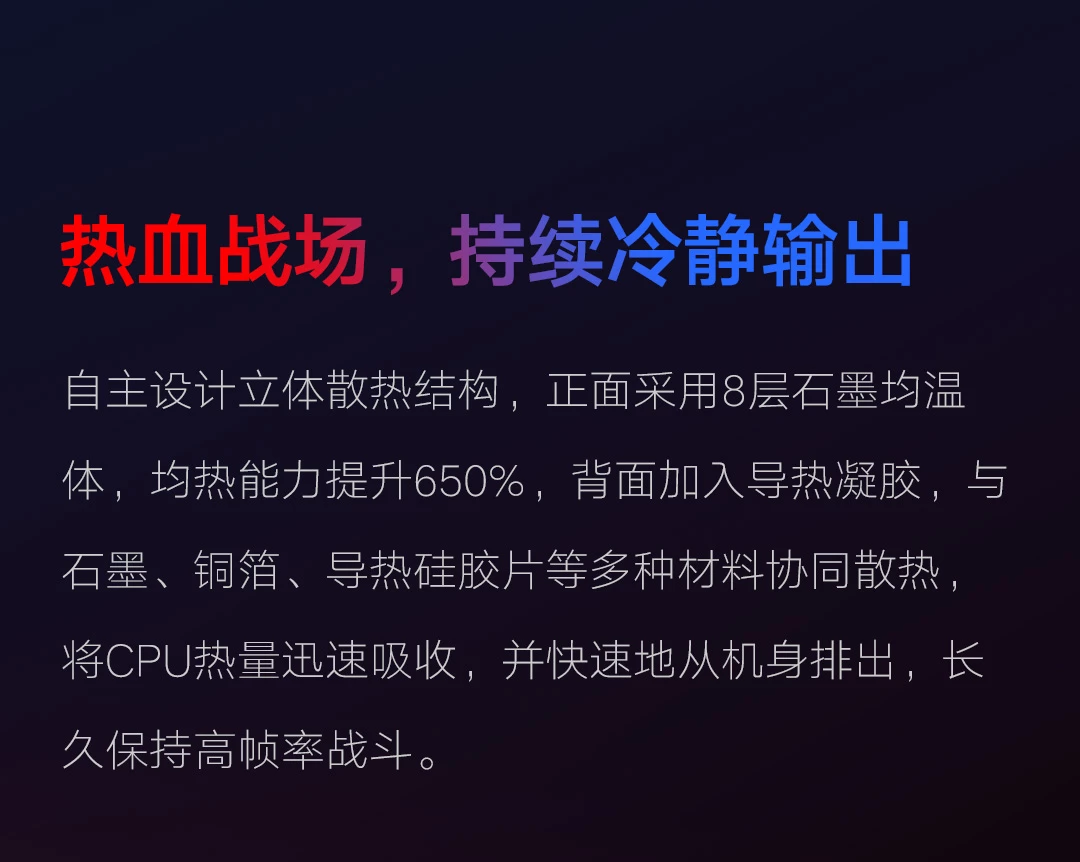 热血战场，持续冷静输出
自主设计立体散热结构，正面采用8层石墨均温
体，均热能力提升650%，背面加入导热凝胶，与
石墨、铜箔、导热硅胶片等多种材料协同散热，
将CPU热量迅速吸收，并快速地从机身排出，长
久保持高帧率战斗。